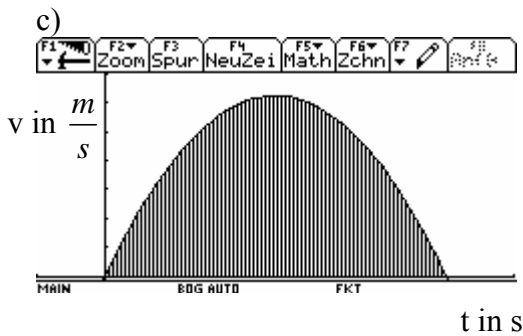 c)
F1 F2 Zoom F3 Spur F4 NeuZei F5 Math F6 Zchn F7
v in m/s
MAIN BOG AUTO FKT
t in s